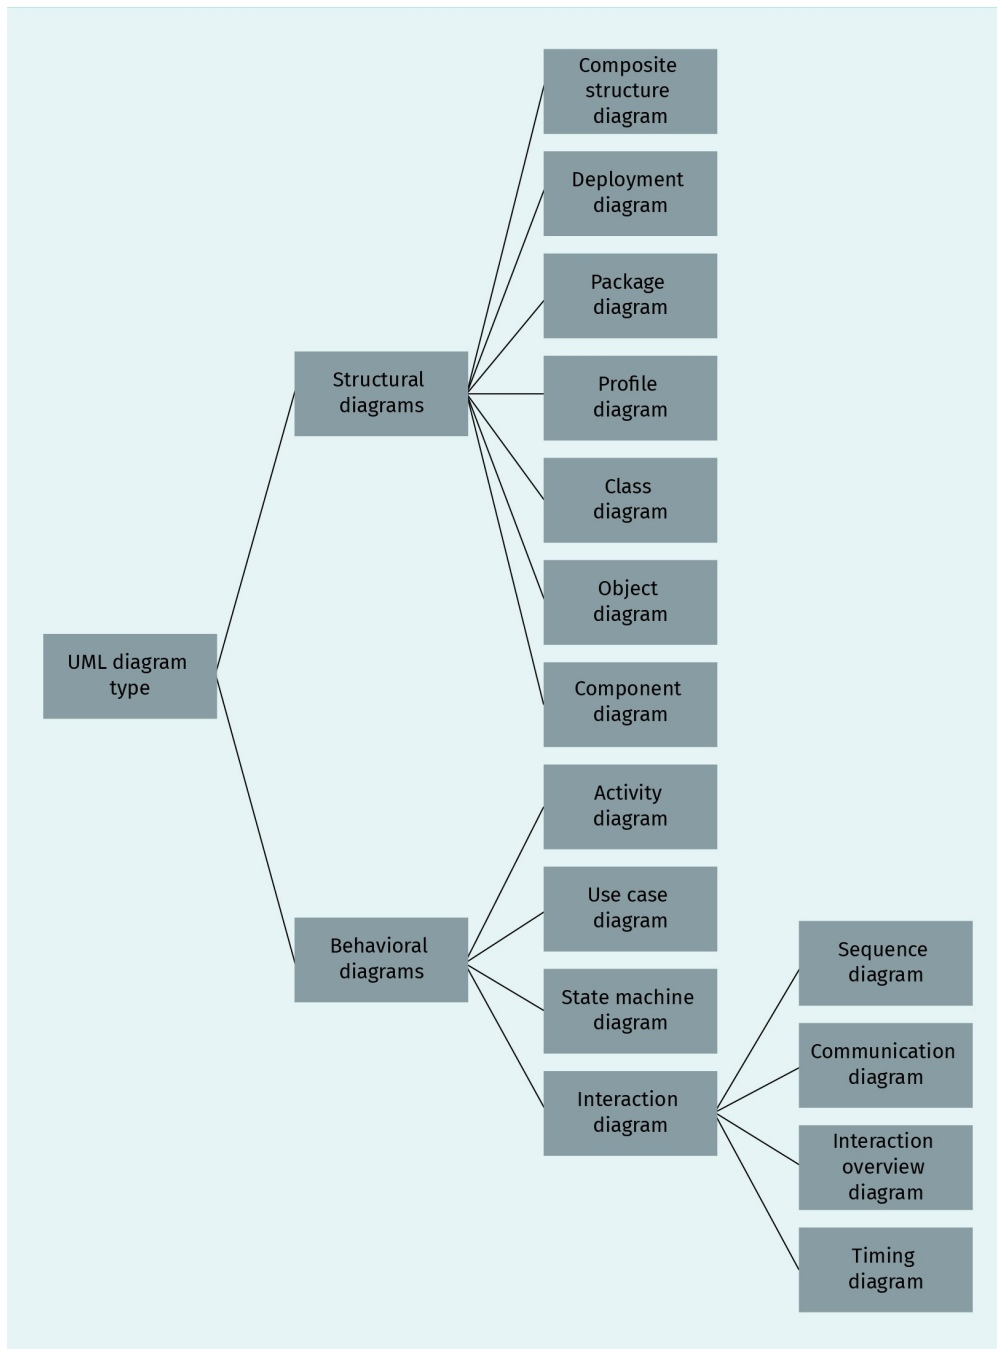 Composite
structure
diagram
Deployment
diagram
Package
diagram
Profile
diagram
Structural
diagrams
Class
diagram
Object
diagram
UML diagram
type
Component
diagram
Activity
diagram
Use case
diagram
Behavioral
diagrams
State machine
diagram
Interaction
diagram
Sequence
diagram
Communication
diagram
Interaction
overview
diagram
Timing
diagram